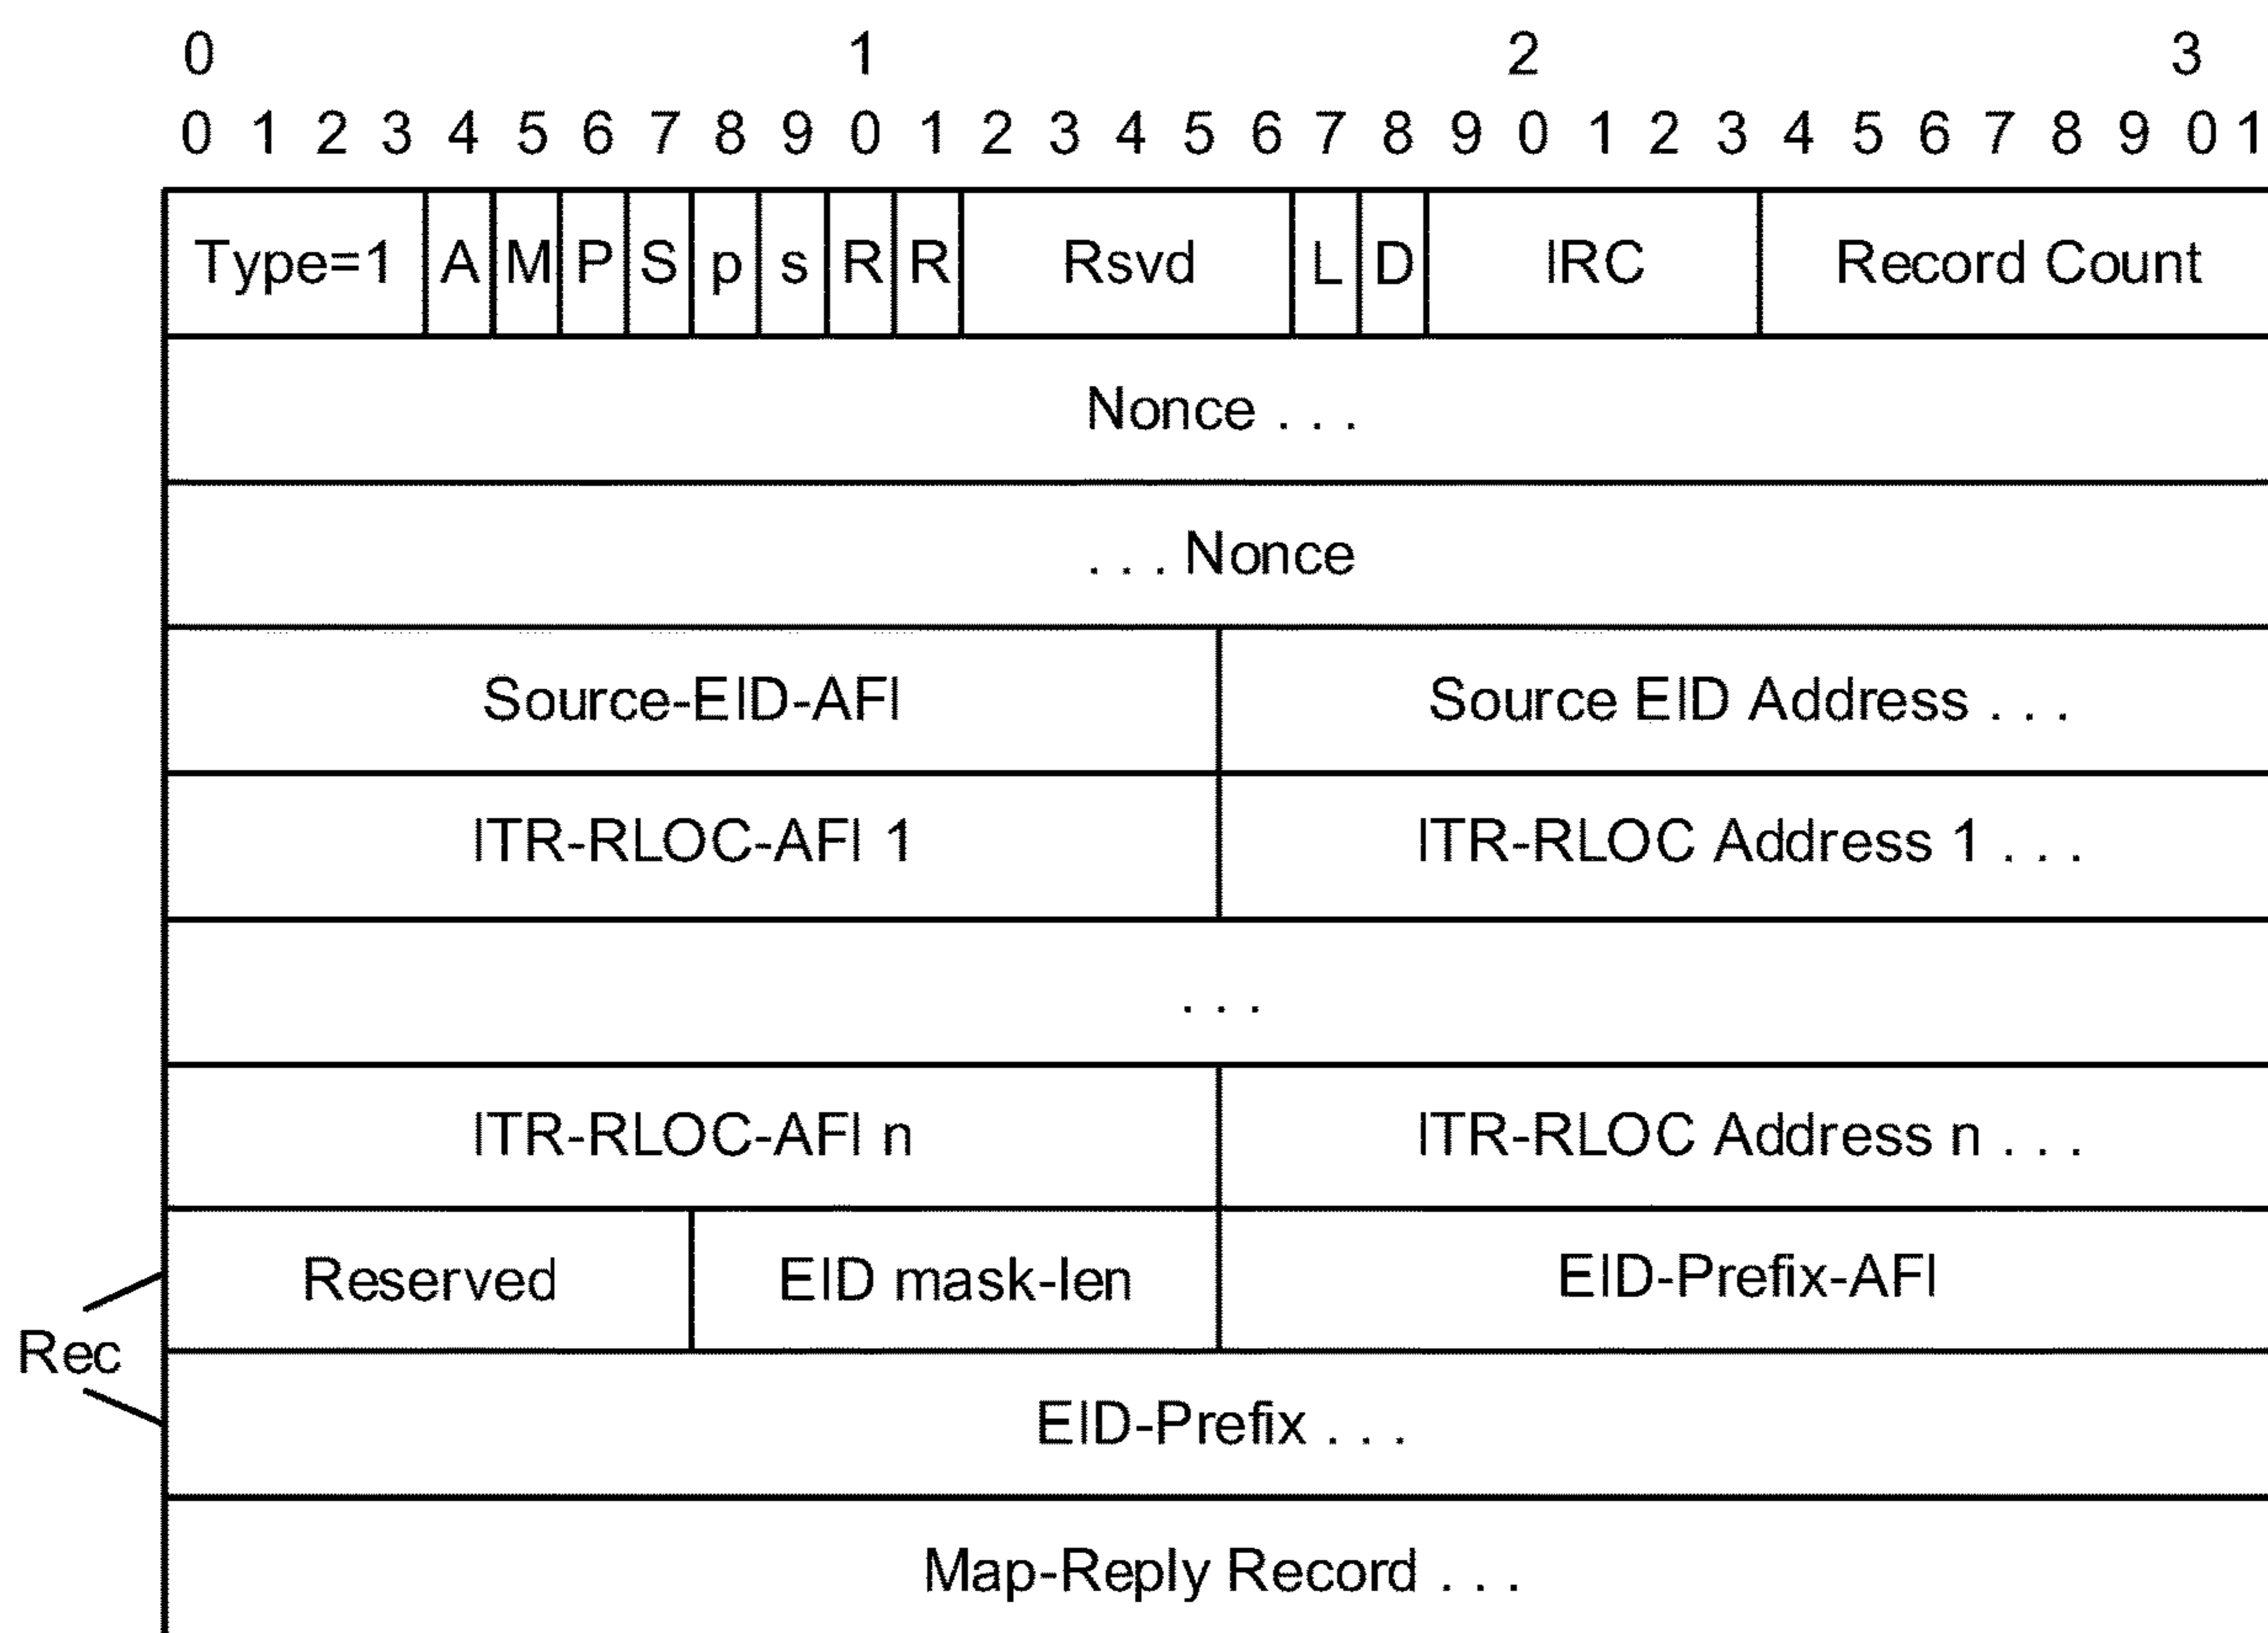 0 1 2 3
0 1 2 3 4 5 6 7 8 9 0 1 2 3 4 5 6 7 8 9 0 1 2 3 4 5 6 7 8 9 0 1
Type=1 A M P S p s R R Rsvd L D IRC Record Count
Nonce . . .
. . . Nonce
Source-EID-AFI Source EID Address . . .
ITR-RLOC-AFI 1 ITR-RLOC Address 1 . . .
. . .
ITR-RLOC-AFI n ITR-RLOC Address n . . .
Reserved EID mask-len EID-Prefix-AFI
Rec
EID-Prefix . . .
Map-Reply Record . . .